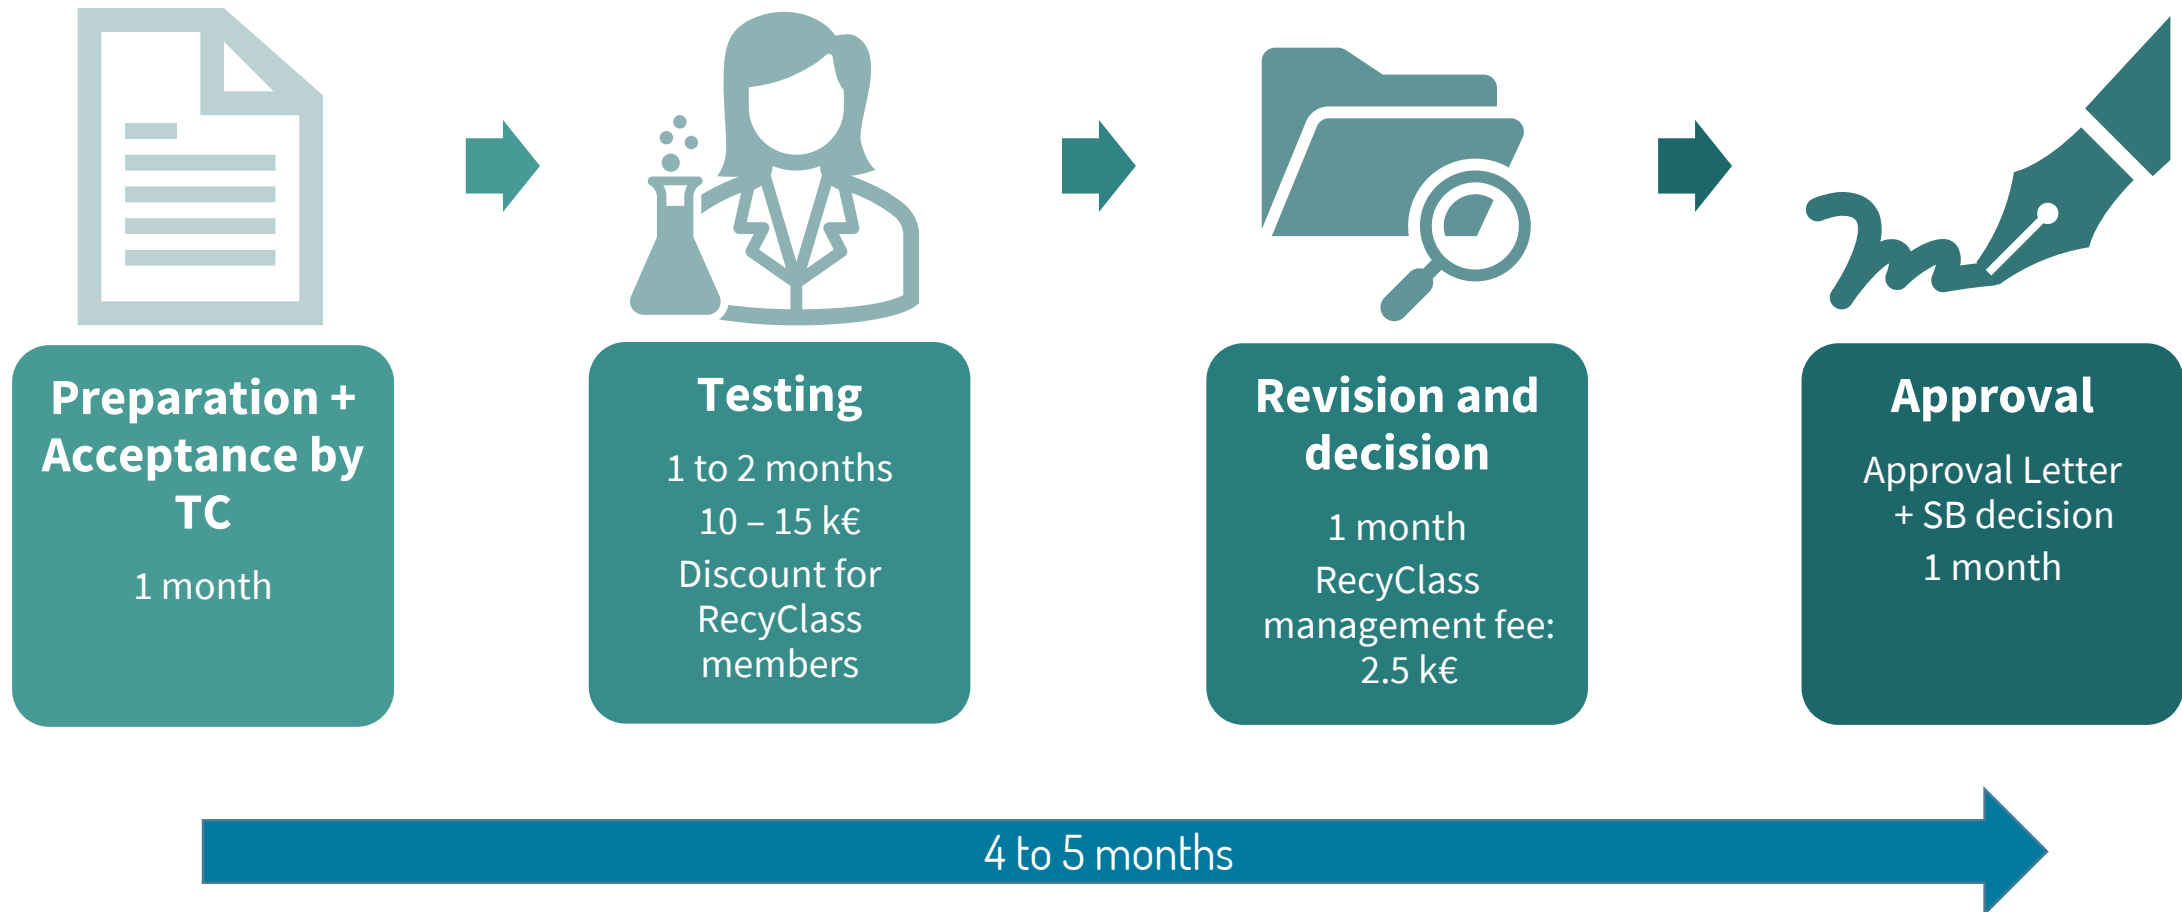 Preparation +
Acceptance by
TC
1 month
Testing
1 to 2 months
10 – 15 k€
Discount for
RecyClass
members
Revision and
decision
1 month
RecyClass
management fee:
2.5 k€
Approval
Approval Letter
+ SB decision
1 month
4 to 5 months